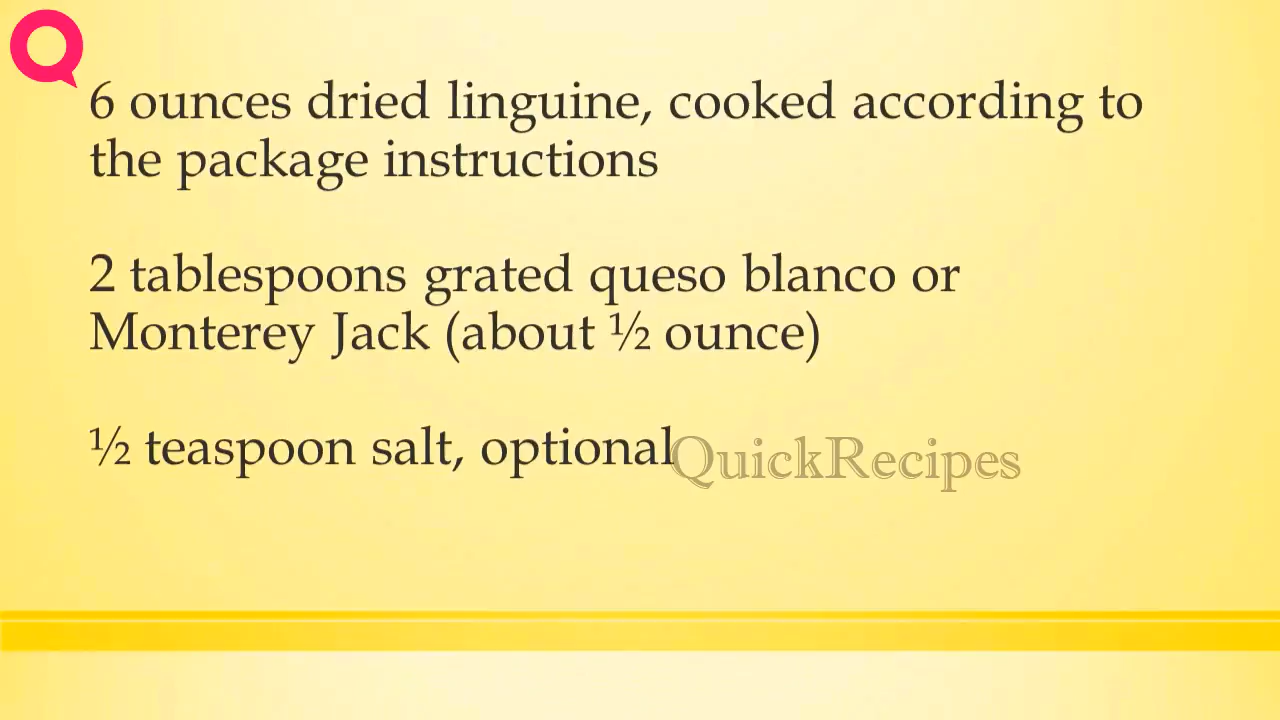 6 ounces dried linguine, cooked according to
the package instructions
2 tablespoons grated queso blanco or
Monterey Jack (about ½ ounce)
½ teaspoon salt, optional
QuickRecipes